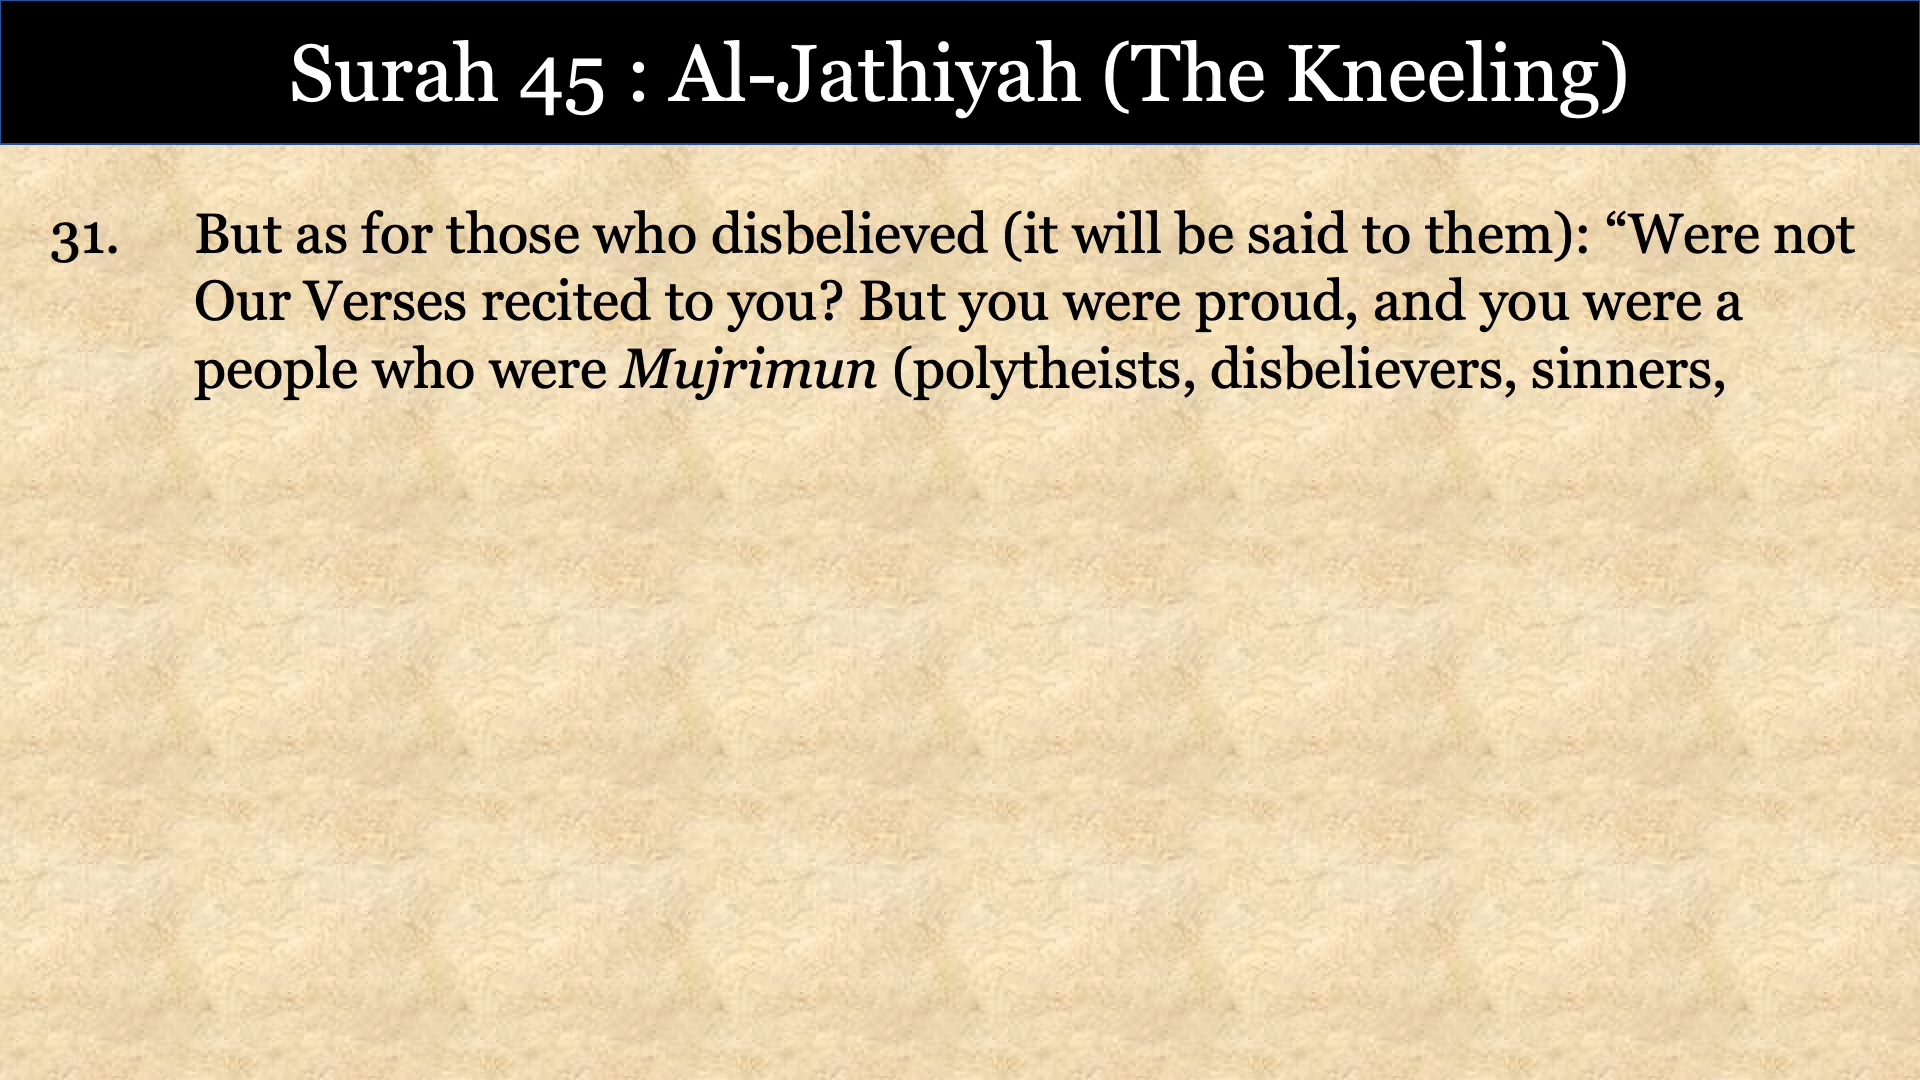 Surah 45 : Al-Jathiyah (The Kneeling)
31. But as for those who disbelieved (it will be said to them): “Were not
Our Verses recited to you? But you were proud, and you were a
people who were Mujrimun (polytheists, disbelievers, sinners,